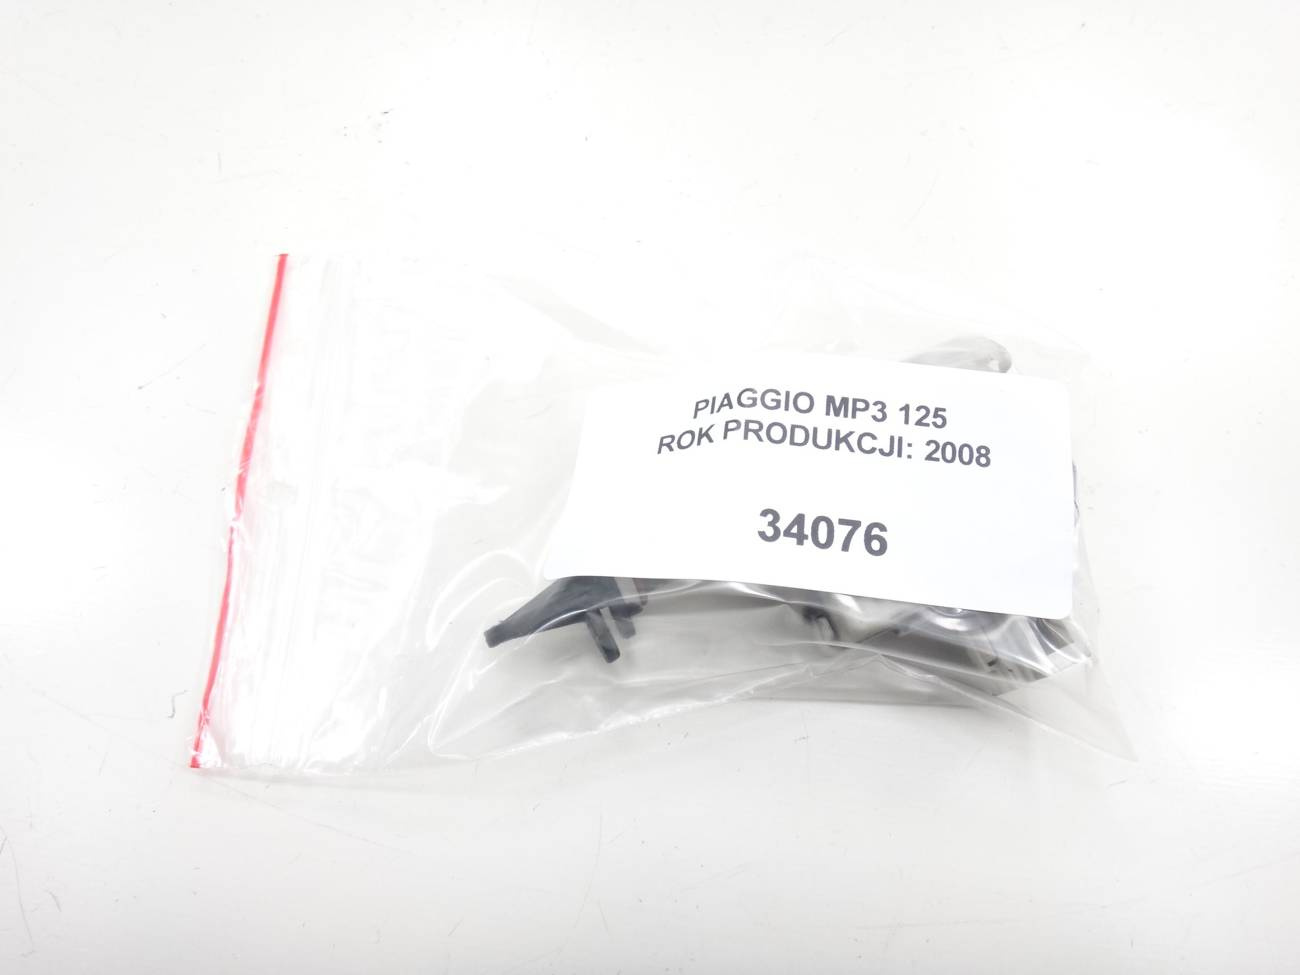 PIAGGIO MP3 125
ROK PRODUKCJI: 2008
34076